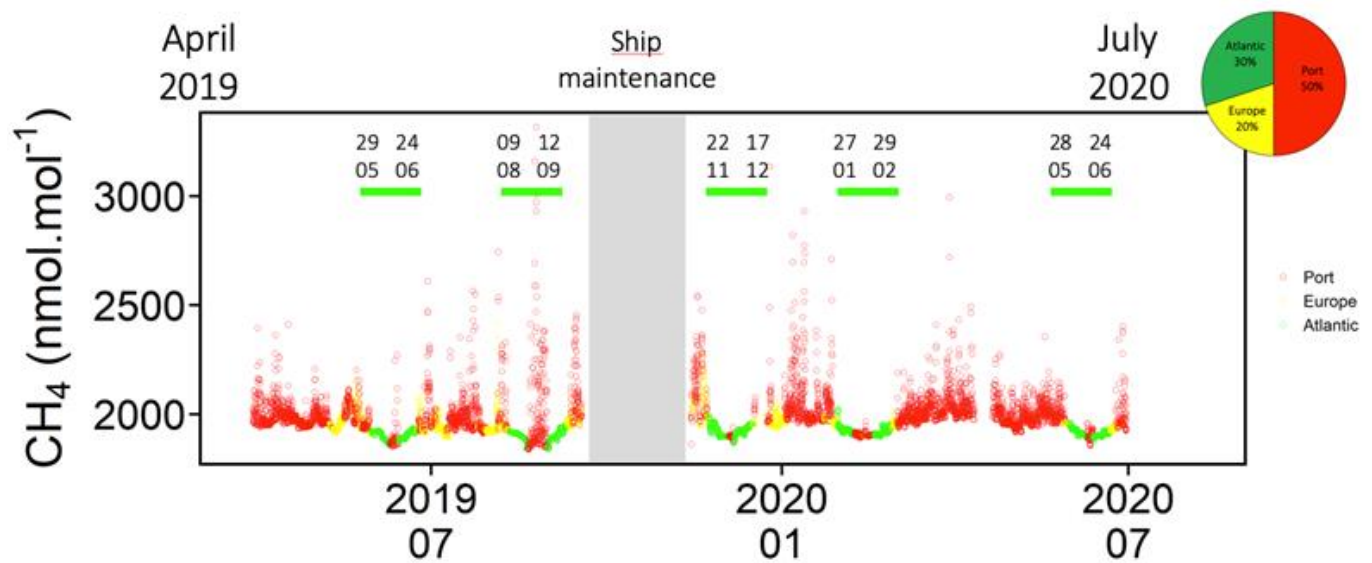 April
2019
Ship
maintenance
July
2020
Atlantic
30%
Port
50%
Europe
20%
CH₄ (nmol.mol⁻¹)
3000
2500
2000
29 24
05 06
09 12
08 09
22 17
11 12
27 29
01 02
28 24
05 06
Port
Europe
Atlantic
2019
07
2020
01
2020
07